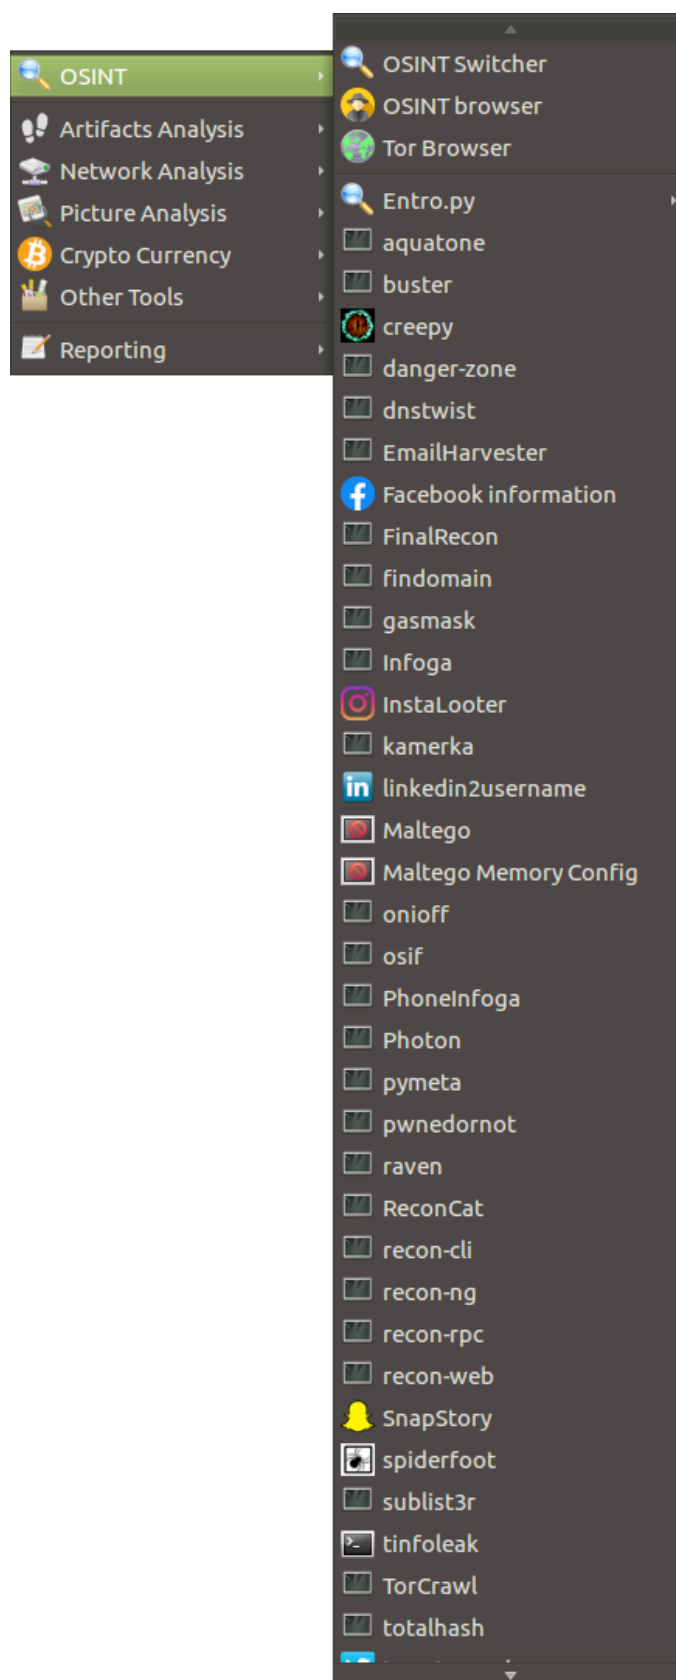 OSINT
Artifacts Analysis
Network Analysis
Picture Analysis
Crypto Currency
Other Tools
Reporting
OSINT Switcher
OSINT browser
Tor Browser
Entro.py
aquatone
buster
creepy
danger-zone
dnstwist
EmailHarvester
Facebook information
FinalRecon
findomain
gasmask
Infoga
InstaLooter
kamerka
linkedin2username
Maltego
Maltego Memory Config
onioff
osif
PhoneInfoga
Photon
pymeta
pwnedornot
raven
ReconCat
recon-cli
recon-ng
recon-rpc
recon-web
SnapStory
spiderfoot
sublist3r
tinfoleak
TorCrawl
totalhash